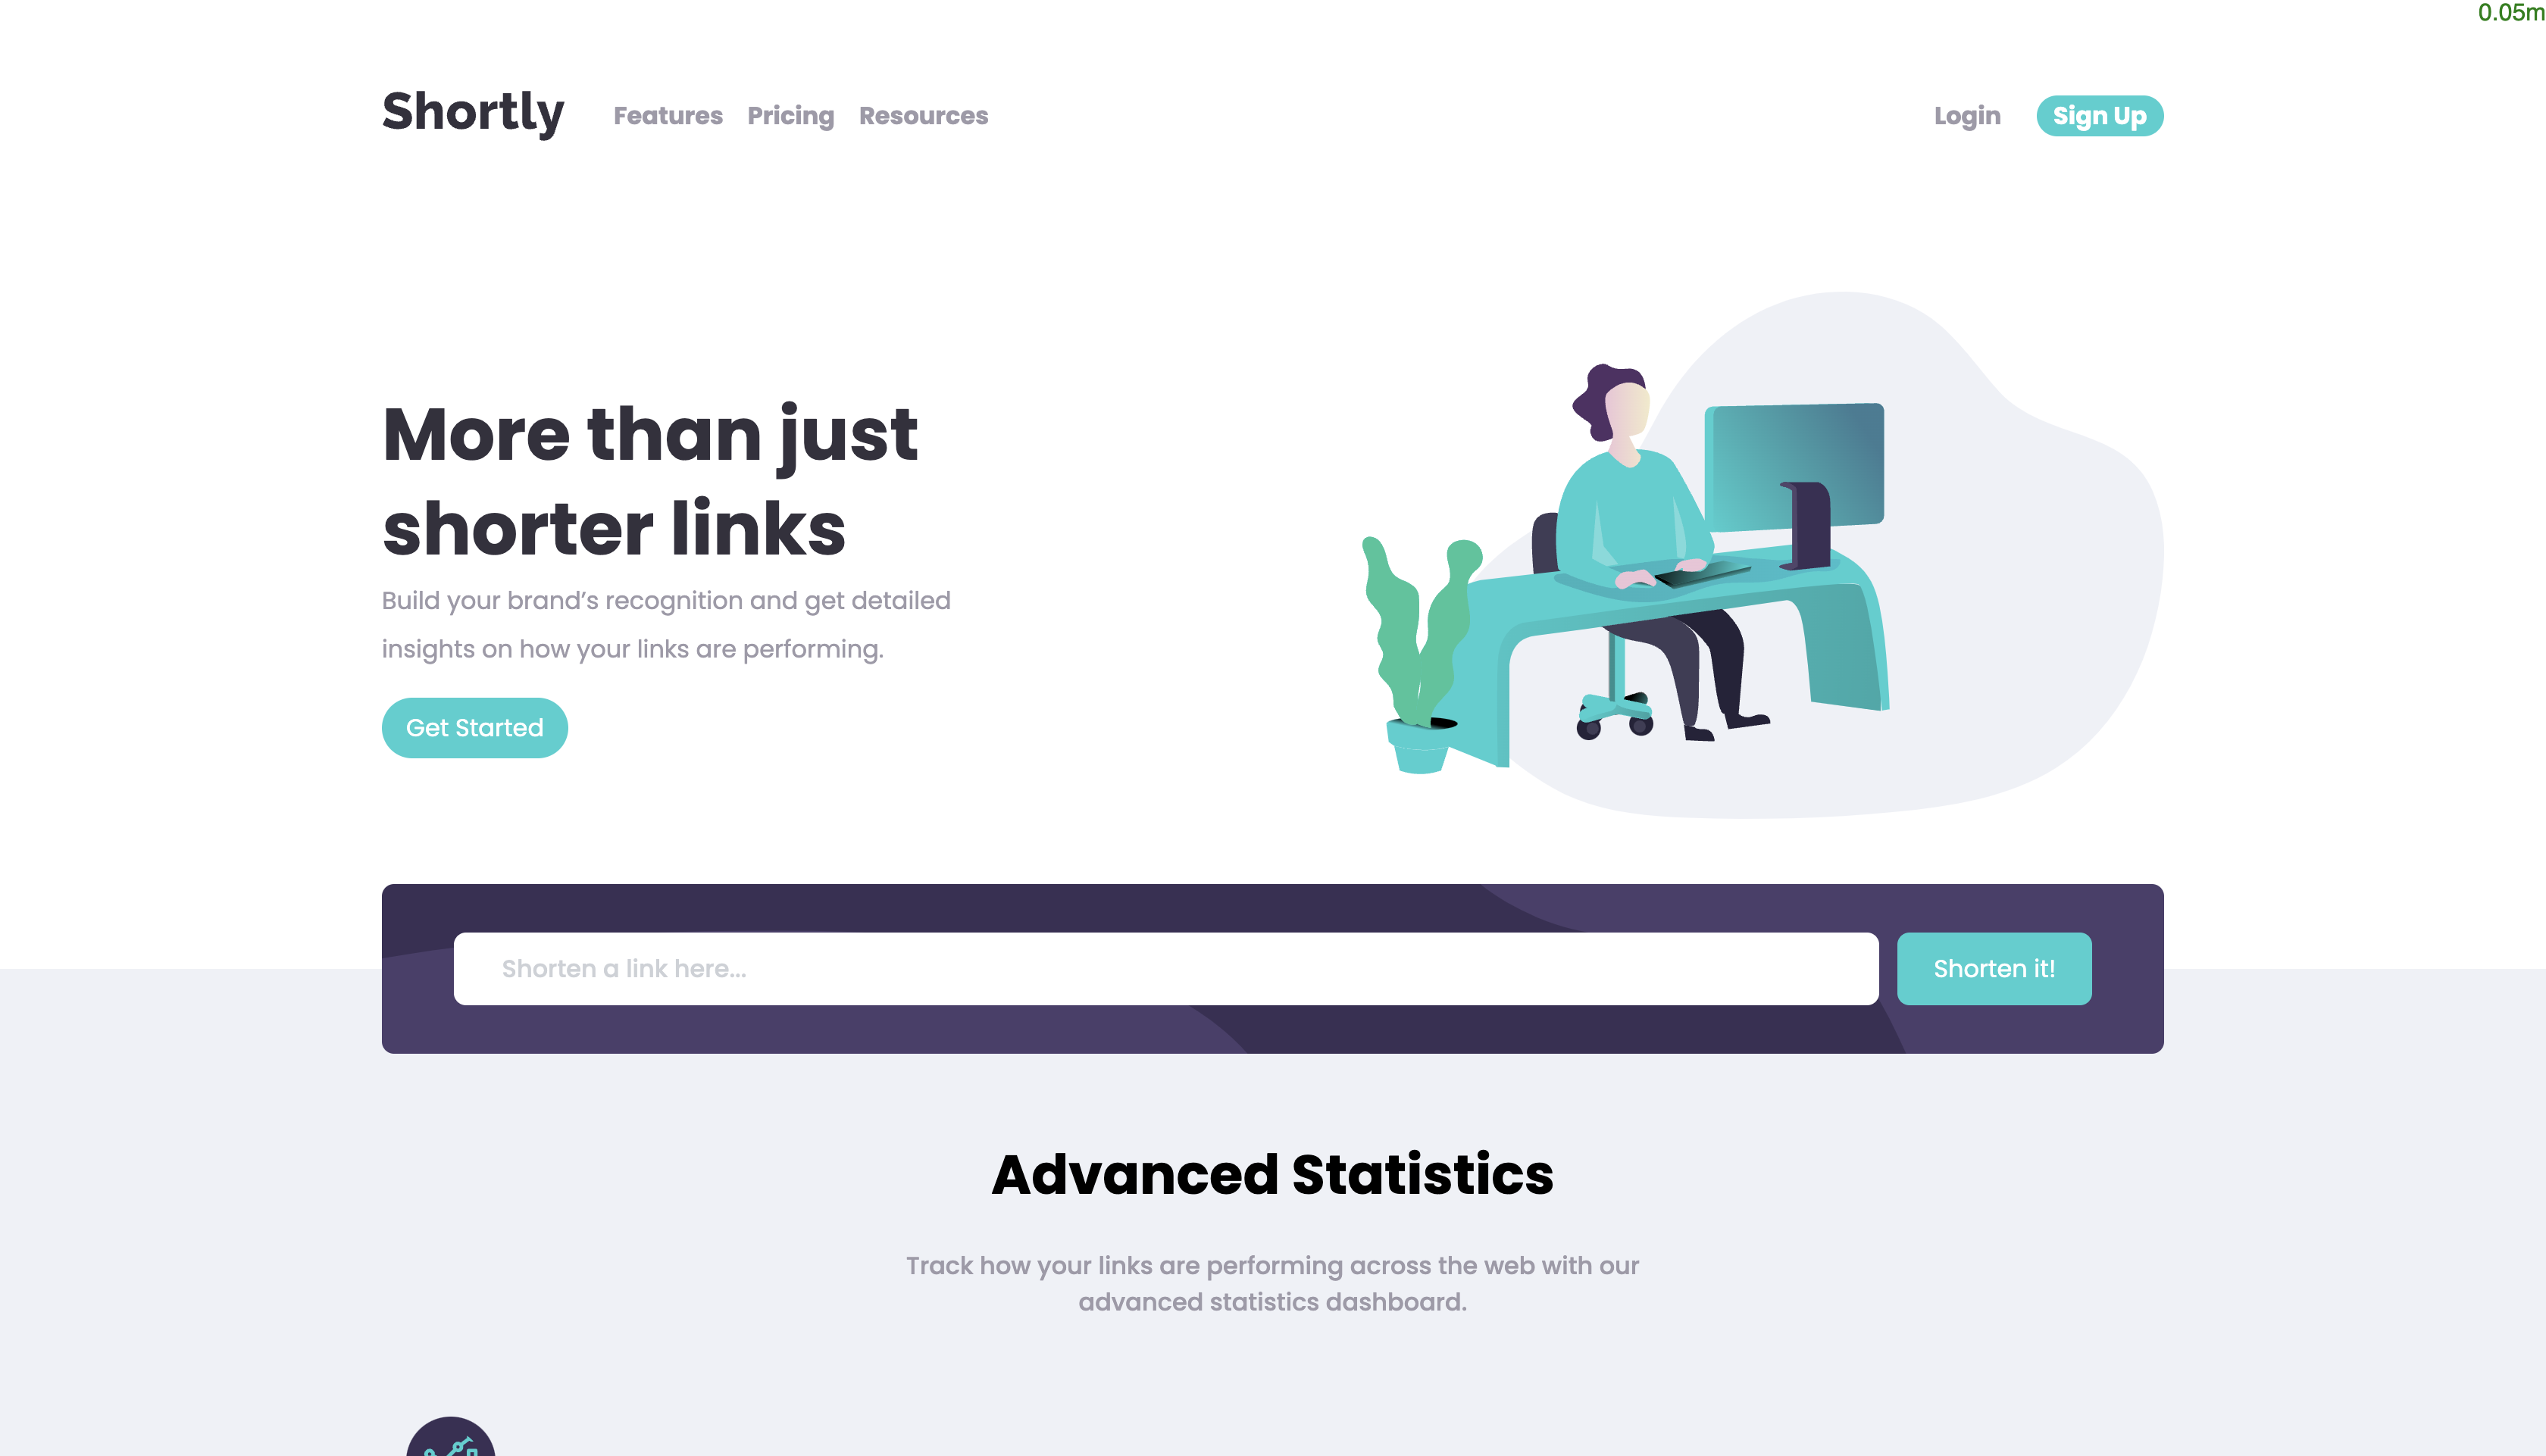 0.05m
Shortly
Features Pricing Resources
Login
Sign Up
More than just
shorter links
Build your brand’s recognition and get detailed
insights on how your links are performing.
Get Started
Shorten a link here...
Shorten it!
Advanced Statistics
Track how your links are performing across the web with our
advanced statistics dashboard.